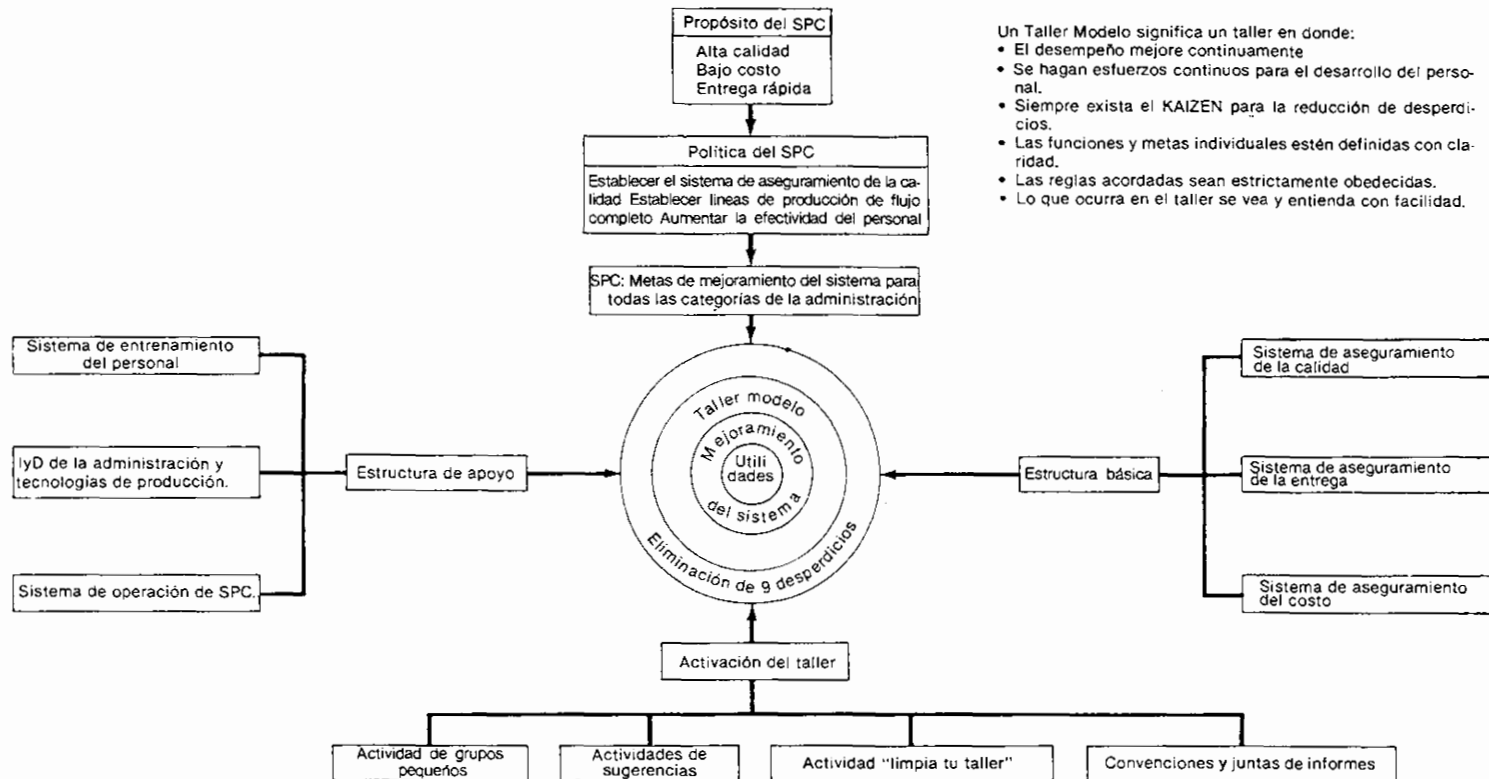 Propósito del SPC
Alta calidad
Bajo costo
Entrega rápida
Un Taller Modelo significa un taller en donde:
• El desempeño mejore continuamente
• Se hagan esfuerzos continuos para el desarrollo del perso-
nal.
• Siempre exista el KAIZEN para la reducción de desperdi-
cios.
• Las funciones y metas individuales estén definidas con cla-
ridad.
• Las reglas acordadas sean estrictamente obedecidas.
• Lo que ocurra en el taller se vea y entienda con facilidad.
Política del SPC
Establecer el sistema de aseguramiento de la ca-
lidad Establecer lineas de producción de flujo
completo Aumentar la efectividad del personal
SPC: Metas de mejoramiento del sistema para
todas las categorías de la administración
Sistema de entrenamiento
del personal
IyD de la administración y
tecnologías de producción.
Sistema de operación de SPC.
Estructura de apoyo
Taller modelo
Mejoramiento
Utili
dades
del sistema
Eliminación de 9 desperdicios
Estructura básica
Sistema de aseguramiento
de la calidad
Sistema de aseguramiento
de la entrega
Sistema de aseguramiento
del costo
Activación del taller
Actividad de grupos
pequeños
Actividades de
sugerencias
Actividad "limpia tu taller"
Convenciones y juntas de informes